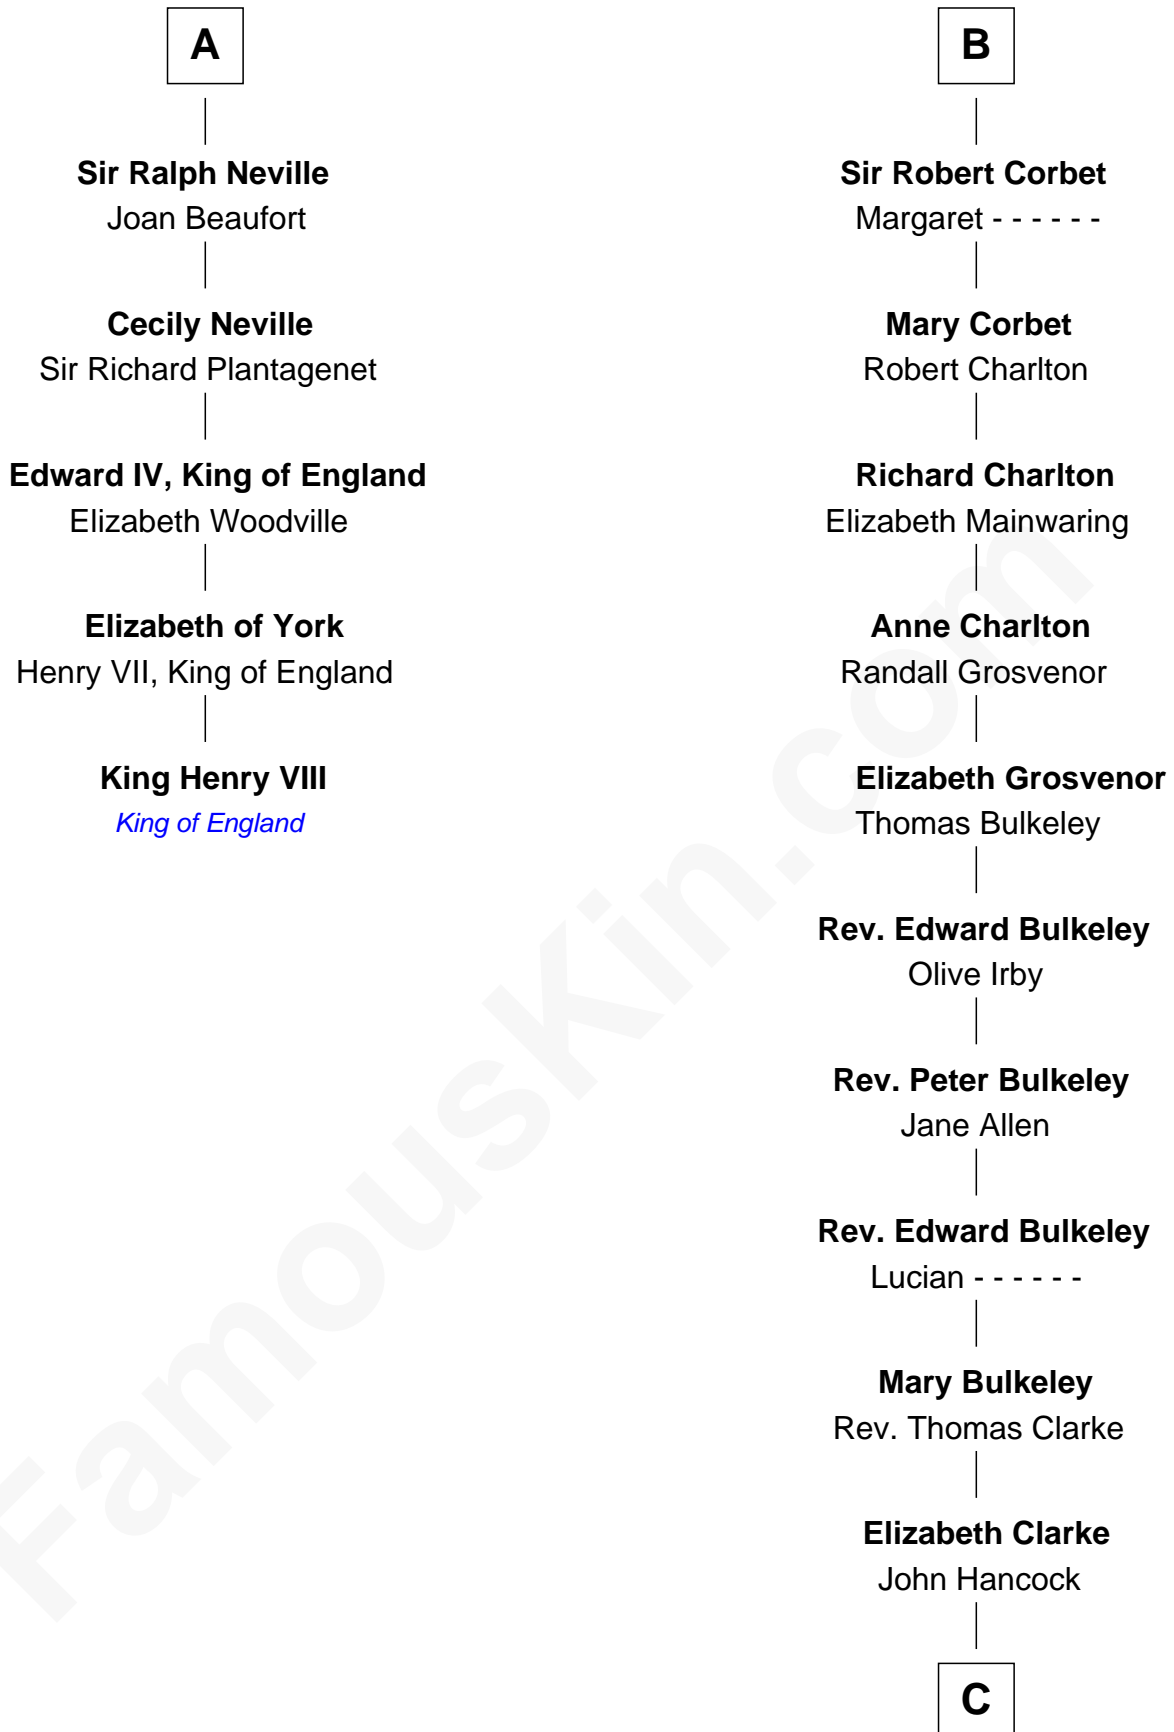 A
Sir Ralph Neville
Joan Beaufort
Cecily Neville
Sir Richard Plantagenet
Edward IV, King of England
Elizabeth Woodville
Elizabeth of York
Henry VII, King of England
King Henry VIII
King of England
B
Sir Robert Corbet
Margaret - - - - - -
Mary Corbet
Robert Charlton
Richard Charlton
Elizabeth Mainwaring
Anne Charlton
Randall Grosvenor
Elizabeth Grosvenor
Thomas Bulkeley
Rev. Edward Bulkeley
Olive Irby
Rev. Peter Bulkeley
Jane Allen
Rev. Edward Bulkeley
Lucian - - - - - -
Mary Bulkeley
Rev. Thomas Clarke
Elizabeth Clarke
John Hancock
C
FamousKin.com